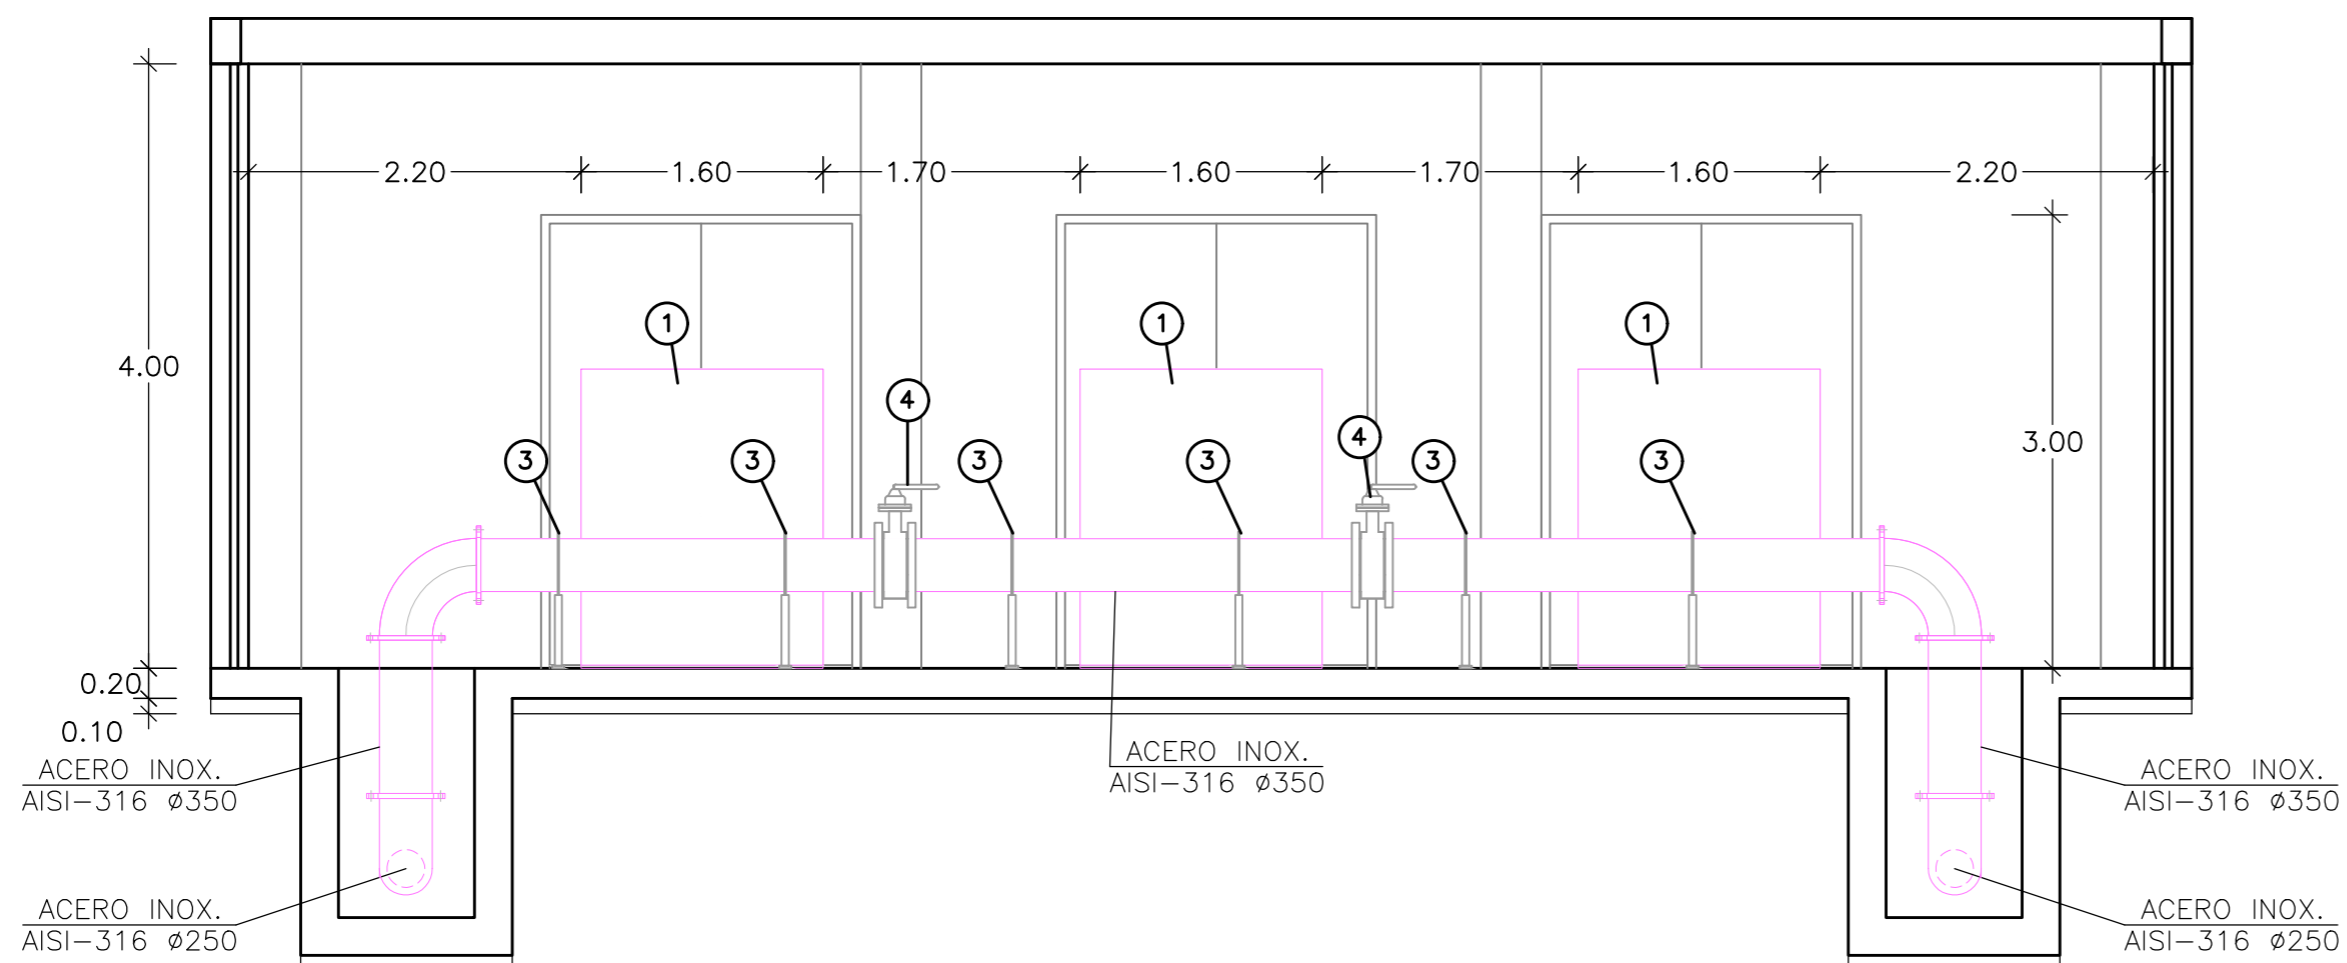 2.20 1.60 1.70 1.60 1.70 1.60 2.20
1 1 1
4.00
4
4
3.00
3 3 3 3 3 3
0.20
0.10
ACERO INOX.
AISI-316 ø350
ACERO INOX.
AISI-316 ø350
ACERO INOX.
AISI-316 ø350
ACERO INOX.
AISI-316 ø250
ACERO INOX.
AISI-316 ø250